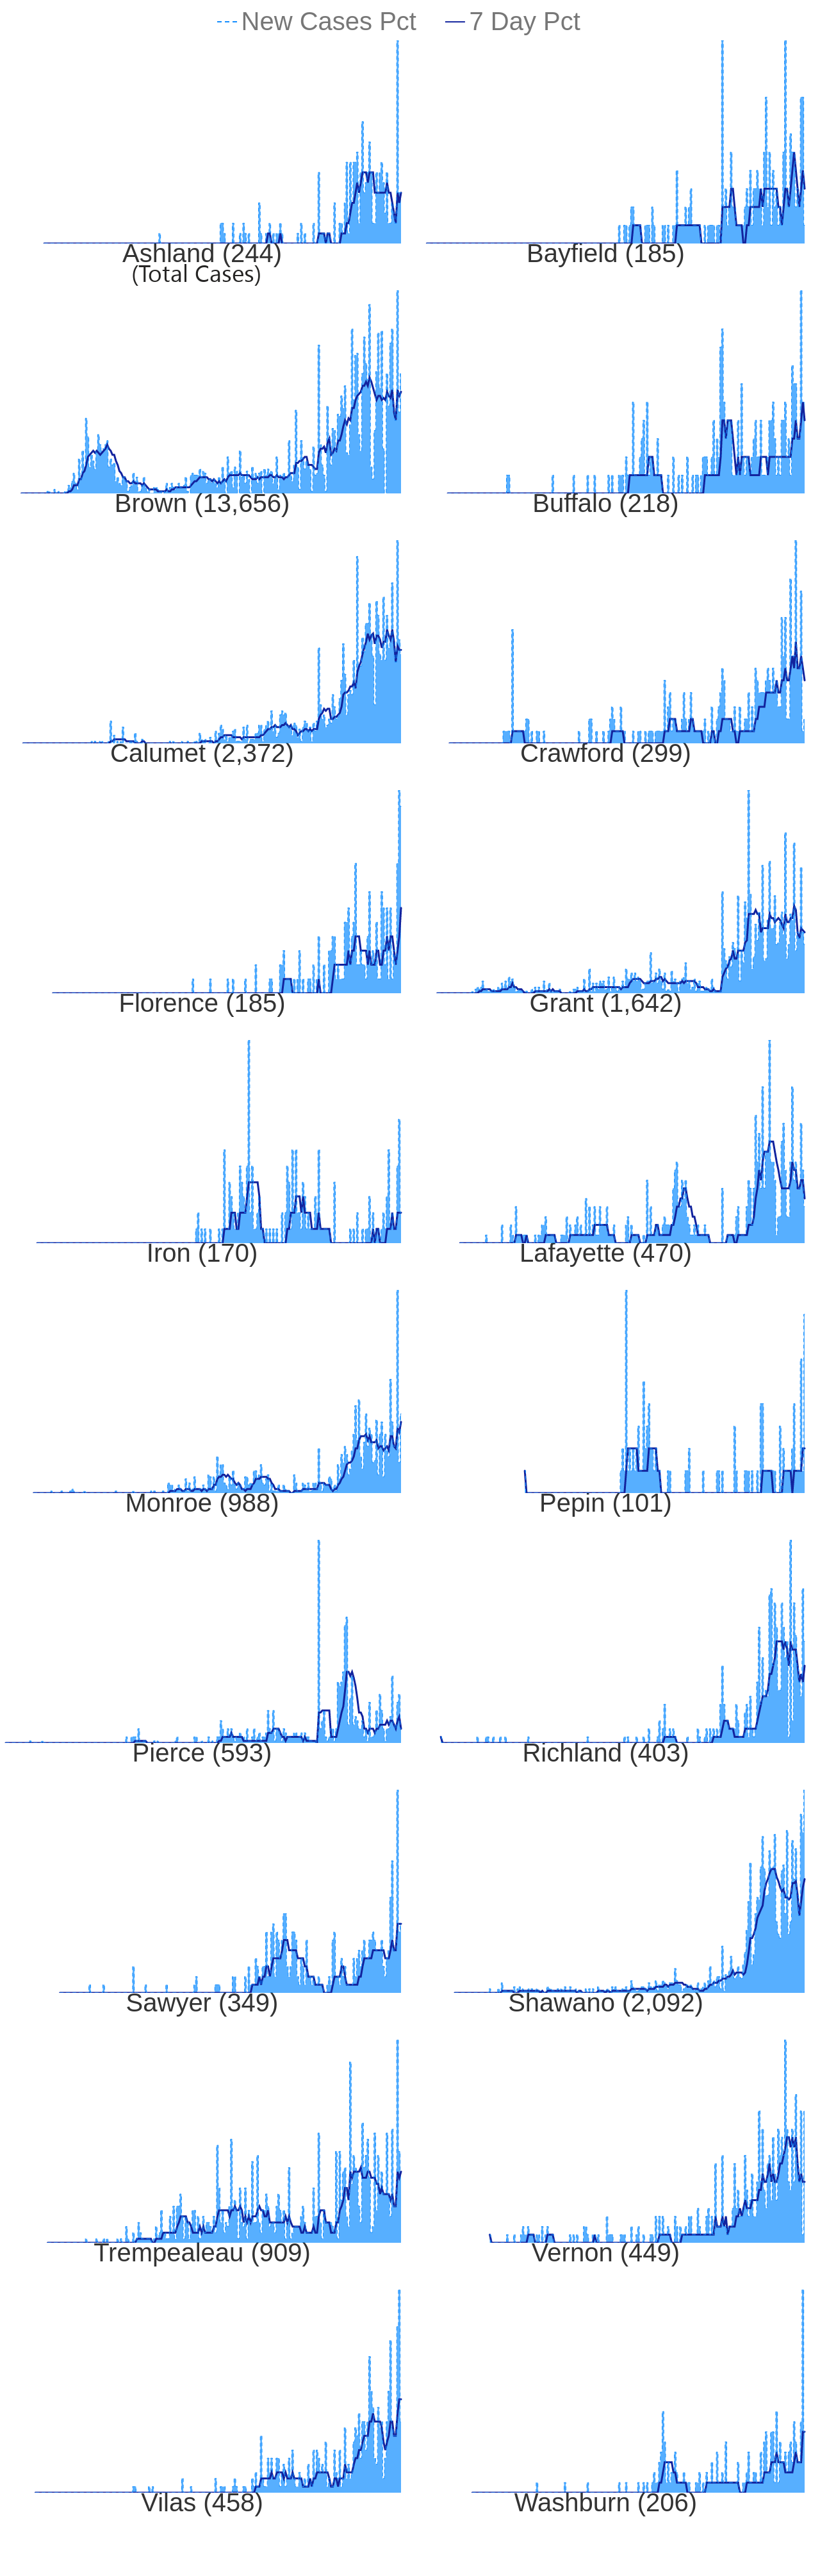 New Cases Pct 7 Day Pct
Ashland (244) Bayfield (185)
(Total Cases)
Brown (13,656) Buffalo (218)
Calumet (2,372) Crawford (299)
Florence (185) Grant (1,642)
Iron (170) Lafayette (470)
Monroe (988) Pepin (101)
Pierce (593) Richland (403)
Sawyer (349) Shawano (2,092)
Trempealeau (909) Vernon (449)
Vilas (458) Washburn (206)